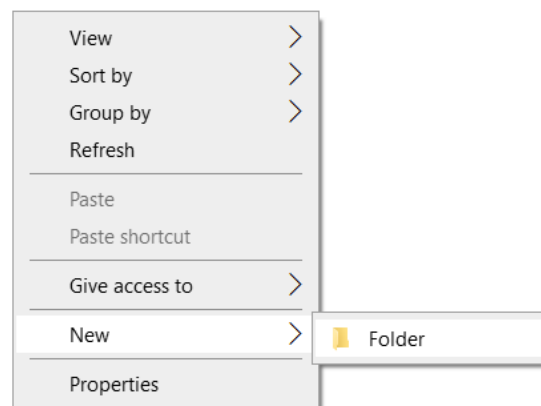 View
Sort by
Group by
Refresh
Paste
Paste shortcut
Give access to
New
Folder
Properties